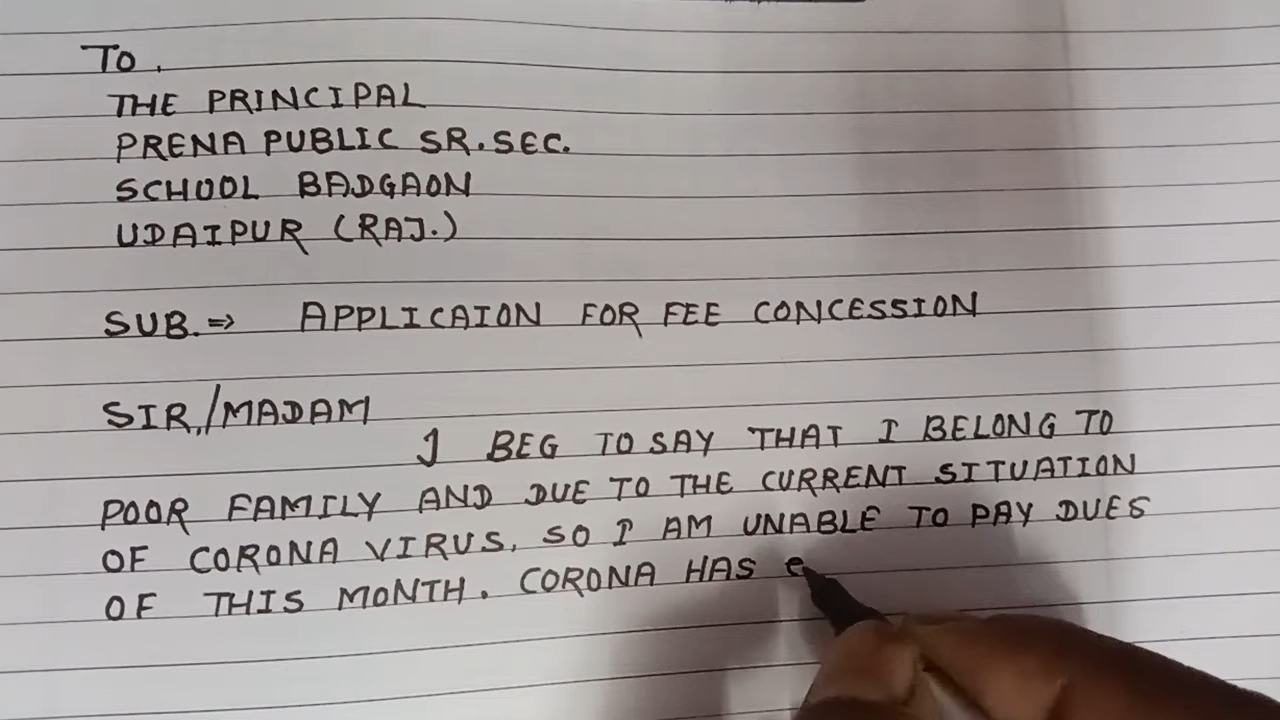 TO,
THE PRINCIPAL
PRENA PUBLIC SR. SEC.
SCHOOL BADGAON
UDAIPUR (RAJ.)
SUB. ⇒ APPLICAION FOR FEE CONCESSION
SIR,/MADAM
I BEG TO SAY THAT I BELONG TO
POOR FAMILY AND DUE TO THE CURRENT SITUATION
OF CORONA VIRUS, SO I AM UNABLE TO PAY DUES
OF THIS MONTH. CORONA HAS